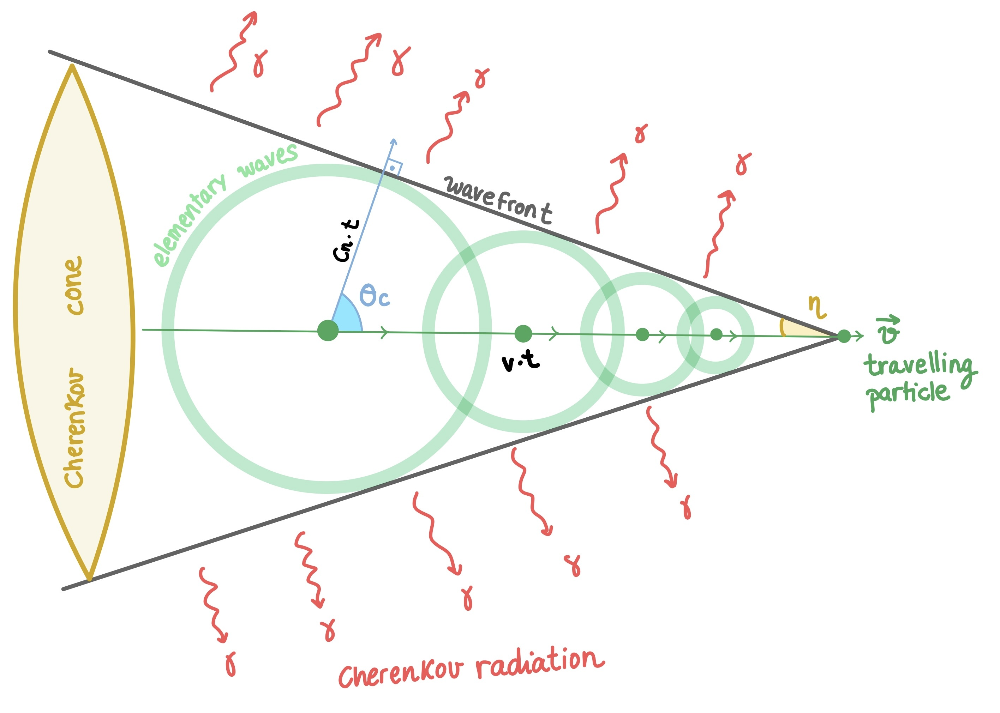 γ
γ
γ
γ
γ
elementary waves
wavefront
Cn·t
θc
η
v⃗
travelling
particle
v·t
Cherenkov cone
γ
γ
γ
γ
γ
cherenkov radiation